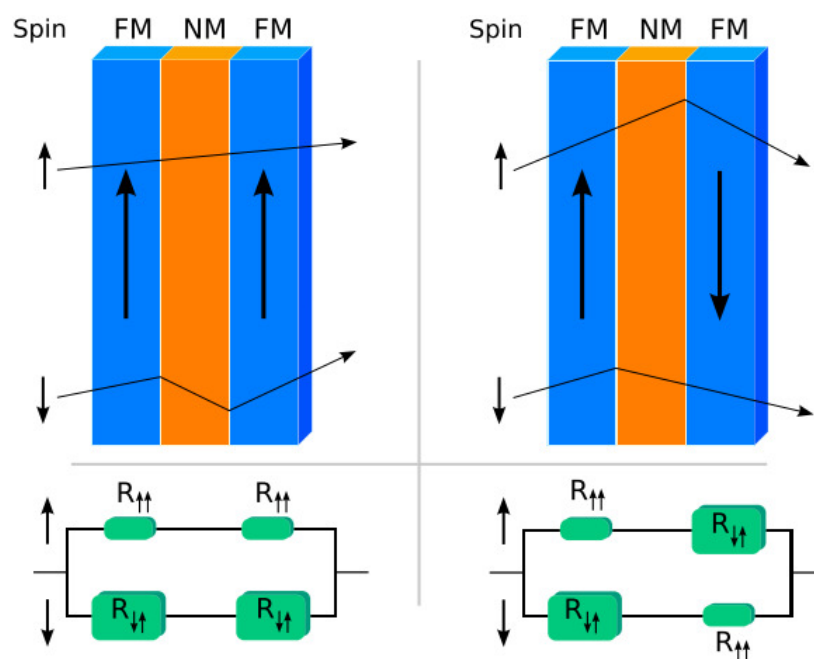 Spin FM NM FM
Spin FM NM FM
R↑↑ R↑↑
R↓↑ R↓↑
R↑↑ R↓↑
R↓↑ R↑↑